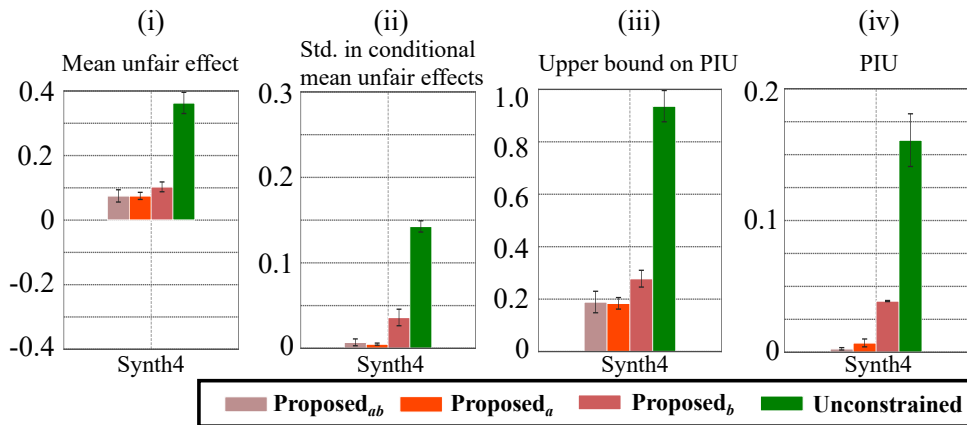 (i)
Mean unfair effect
0.4
0.2
0
-0.2
-0.4
Synth4
(ii)
Std. in conditional
mean unfair effects
0.3
0.2
0.1
0
Synth4
(iii)
Upper bound on PIU
1.0
0.8
0.6
0.4
0.2
0
Synth4
(iv)
PIU
0.2
0.1
0
Synth4
Proposedab Proposeda Proposedb Unconstrained